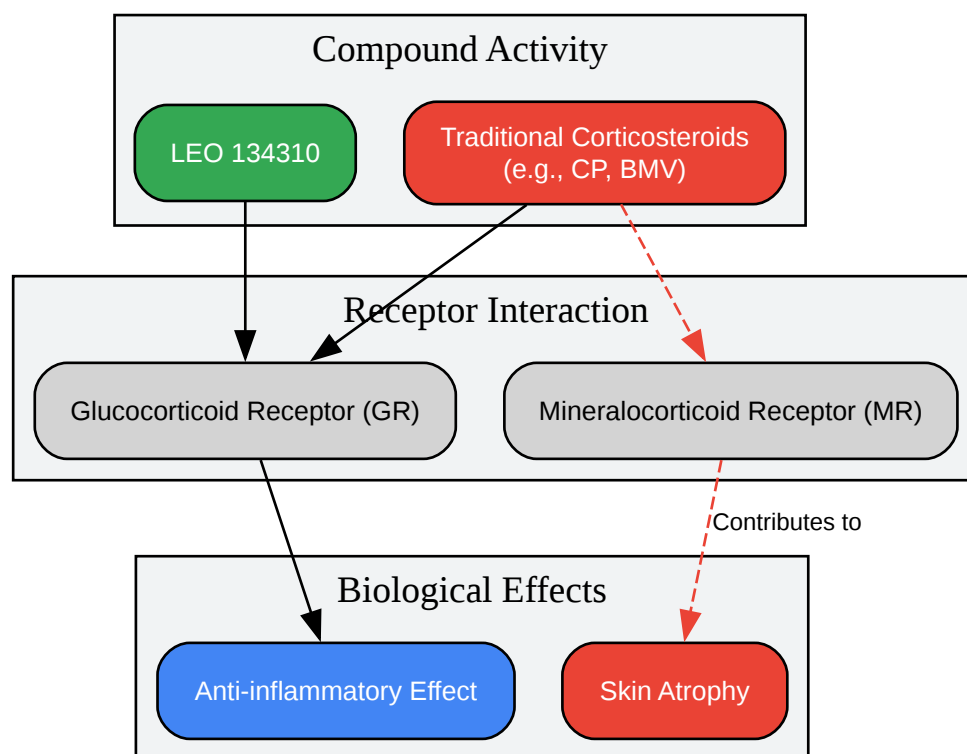 Compound Activity
LEO 134310
Traditional Corticosteroids
(e.g., CP, BMV)
Receptor Interaction
Glucocorticoid Receptor (GR)
Mineralocorticoid Receptor (MR)
Contributes to
Biological Effects
Anti-inflammatory Effect
Skin Atrophy